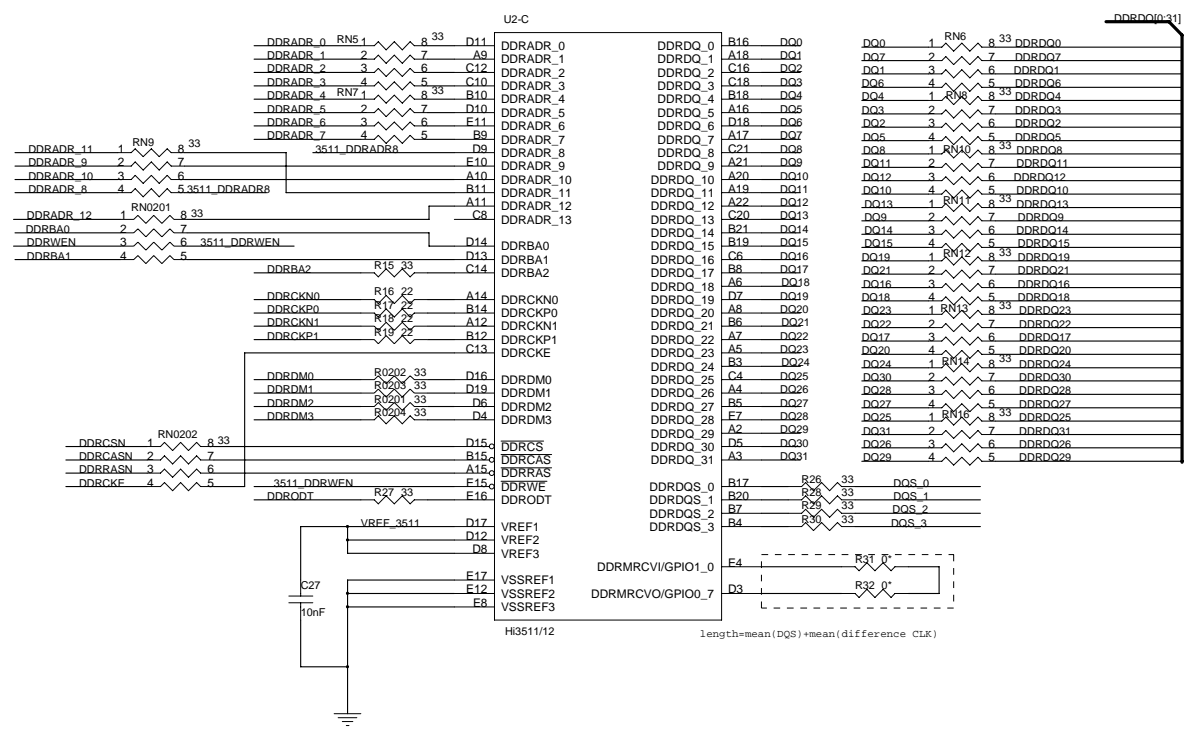 U2-C
DDRDQ[0:31]
DDRADR_0 RN5 1 8 33 D11 DDRADR_0 DDRDQ_0 B16 DQ0
DDRADR_1 2 7 A9 DDRADR_1 DDRDQ_1 A18 DQ1
DDRADR_2 3 6 C12 DDRADR_2 DDRDQ_2 C16 DQ2
DDRADR_3 4 5 C10 DDRADR_3 DDRDQ_3 C18 DQ3
DDRADR_4 RN7 1 8 33 B10 DDRADR_4 DDRDQ_4 B18 DQ4
DDRADR_5 2 7 D10 DDRADR_5 DDRDQ_5 A16 DQ5
DDRADR_6 3 6 E11 DDRADR_6 DDRDQ_6 D18 DQ6
DDRADR_7 4 5 B9 DDRADR_7 DDRDQ_7 A17 DQ7
3511_DDRADR8 D9 DDRADR_8 DDRDQ_8 C21 DQ8
E10 DDRADR_9 DDRDQ_9 A21 DQ9
A10 DDRADR_10 DDRDQ_10 A20 DQ10
B11 DDRADR_11 DDRDQ_11 A19 DQ11
A11 DDRADR_12 DDRDQ_12 A22 DQ12
C8 DDRADR_13 DDRDQ_13 C20 DQ13
DDRDQ_14 B21 DQ14
D14 DDRBA0 DDRDQ_15 B19 DQ15
D13 DDRBA1 DDRDQ_16 C6 DQ16
DDRBA2 R15 33 C14 DDRBA2 DDRDQ_17 B8 DQ17
DDRDQ_18 A6 DQ18
DDRCKN0 R16 22 A14 DDRCKN0 DDRDQ_19 D7 DQ19
DDRCKP0 R17 22 B14 DDRCKP0 DDRDQ_20 A8 DQ20
DDRCKN1 R18 22 A12 DDRCKN1 DDRDQ_21 B6 DQ21
DDRCKP1 R19 22 B12 DDRCKP1 DDRDQ_22 A7 DQ22
C13 DDRCKE DDRDQ_23 A5 DQ23
DDRDQ_24 B3 DQ24
DDRDM0 R0202 33 D16 DDRDM0 DDRDQ_25 C4 DQ25
DDRDM1 R0203 33 D19 DDRDM1 DDRDQ_26 A4 DQ26
DDRDM2 R0201 33 D6 DDRDM2 DDRDQ_27 B5 DQ27
DDRDM3 R0204 33 D4 DDRDM3 DDRDQ_28 E7 DQ28
DDRDQ_29 A2 DQ29
D15 DDRCS DDRDQ_30 D5 DQ30
B15 DDRCAS DDRDQ_31 A3 DQ31
A15 DDRRAS
3511_DDRWEN E15 DDRWE DDRDQS_0 B17 R26 33 DQS_0
DDRODT R27 33 E16 DDRODT DDRDQS_1 B20 R28 33 DQS_1
DDRDQS_2 B7 R29 33 DQS_2
DDRDQS_3 B4 R30 33 DQS_3
VREF_3511 D17 VREF1
D12 VREF2
D8 VREF3
DDRMRCVI/GPIO1_0 E4 R31 0*
E17 VSSREF1
E12 VSSREF2 DDRMRCVO/GPIO0_7 D3 R32 0*
E8 VSSREF3
C27
10nF
Hi3511/12
length=mean(DQS)+mean(difference CLK)
DDRADR_11 1 RN9 8 33
DDRADR_9 2 7
DDRADR_10 3 6
DDRADR_8 4 5 3511_DDRADR8
DDRADR_12 1 RN0201 8 33
DDRBA0 2 7
DDRWEN 3 6 3511_DDRWEN
DDRBA1 4 5
DDRCSN 1 RN0202 8 33
DDRCASN 2 7
DDRRASN 3 6
DDRCKE 4 5
DQ0 1 RN6 8 33 DDRDQ0
DQ7 2 7 DDRDQ7
DQ1 3 6 DDRDQ1
DQ6 4 5 DDRDQ6
DQ4 1 RN8 8 33 DDRDQ4
DQ3 2 7 DDRDQ3
DQ2 3 6 DDRDQ2
DQ5 4 5 DDRDQ5
DQ8 1 RN10 8 33 DDRDQ8
DQ11 2 7 DDRDQ11
DQ12 3 6 DDRDQ12
DQ10 4 5 DDRDQ10
DQ13 1 RN11 8 33 DDRDQ13
DQ9 2 7 DDRDQ9
DQ14 3 6 DDRDQ14
DQ15 4 5 DDRDQ15
DQ19 1 RN12 8 33 DDRDQ19
DQ21 2 7 DDRDQ21
DQ16 3 6 DDRDQ16
DQ18 4 5 DDRDQ18
DQ23 1 RN13 8 33 DDRDQ23
DQ22 2 7 DDRDQ22
DQ17 3 6 DDRDQ17
DQ20 4 5 DDRDQ20
DQ24 1 RN14 8 33 DDRDQ24
DQ30 2 7 DDRDQ30
DQ28 3 6 DDRDQ28
DQ27 4 5 DDRDQ27
DQ25 1 RN16 8 33 DDRDQ25
DQ31 2 7 DDRDQ31
DQ26 3 6 DDRDQ26
DQ29 4 5 DDRDQ29